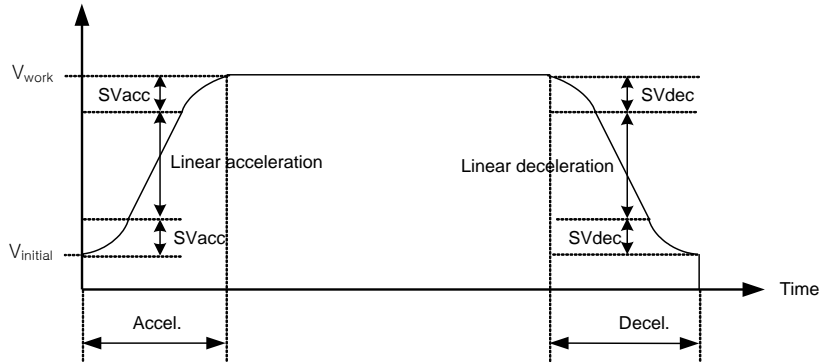 Vwork
SVacc
SVdec
Linear acceleration
Linear deceleration
SVacc
SVdec
Vinitial
Time
Accel.
Decel.